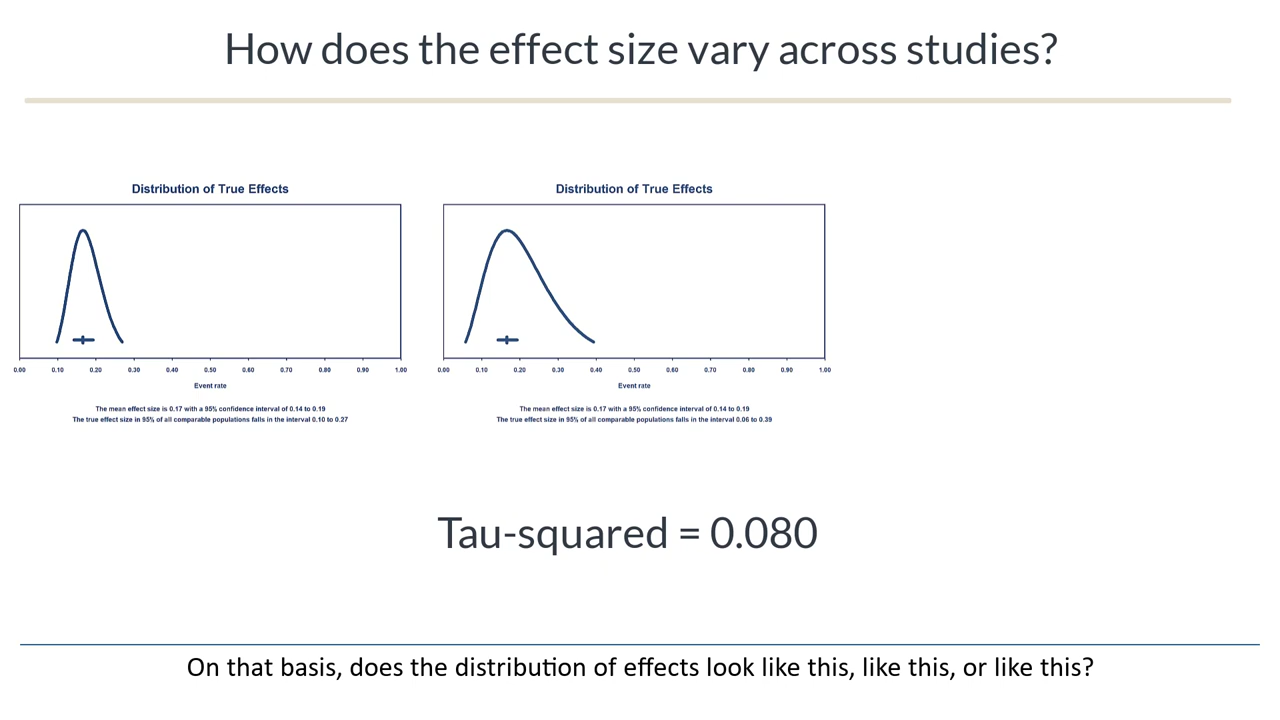 How does the effect size vary across studies?
Distribution of True Effects
0.00 0.10 0.20 0.30 0.40 0.50 0.60 0.70 0.80 0.90 1.00
Event rate
The mean effect size is 0.17 with a 95% confidence interval of 0.14 to 0.19
The true effect size in 95% of all comparable populations falls in the interval 0.10 to 0.27
Distribution of True Effects
0.00 0.10 0.20 0.30 0.40 0.50 0.60 0.70 0.80 0.90 1.00
Event rate
The mean effect size is 0.17 with a 95% confidence interval of 0.14 to 0.19
The true effect size in 95% of all comparable populations falls in the interval 0.06 to 0.39
Tau-squared = 0.080
On that basis, does the distribution of effects look like this, like this, or like this?